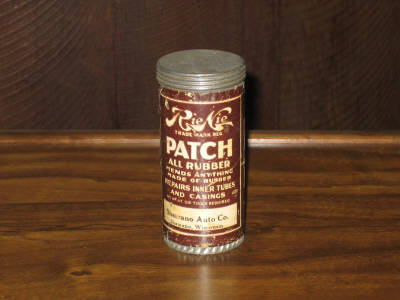 Rie Nie
TRADE MARK REG.
PATCH
ALL RUBBER
MENDS ANYTHING
MADE OF RUBBER
REPAIRS INNER TUBES
AND CASINGS
Auto Co.
Wisconsin